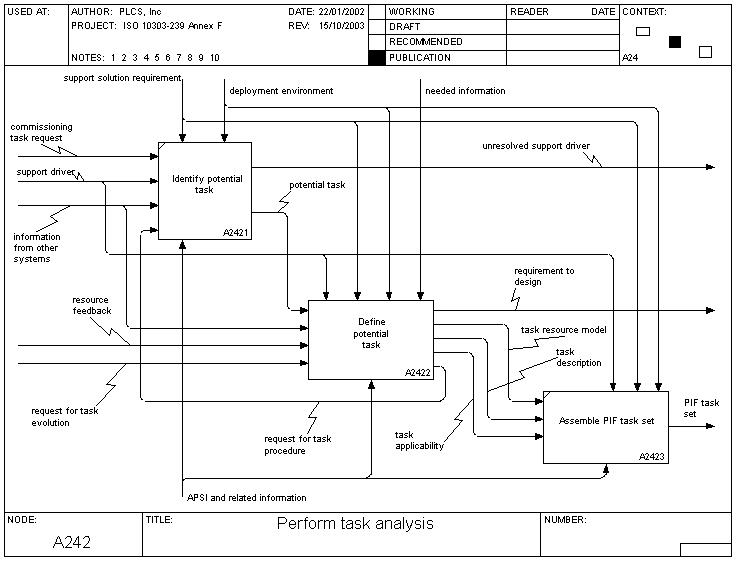 USED AT:
AUTHOR: PLCS, Inc
DATE: 22/01/2002
WORKING
READER
DATE
CONTEXT:
PROJECT: ISO 10303-239 Annex F
REV: 15/10/2003
DRAFT
RECOMMENDED
NOTES: 1 2 3 4 5 6 7 8 9 10
PUBLICATION
A24
support solution requirement
deployment environment
needed information
commissioning
task request
unresolved support driver
support driver
Identify potential
task
potential task
A2421
information
from other
systems
requirement to
design
resource
feedback
Define
potential
task
task resource model
task
description
A2422
request for task
evolution
PIF task
set
Assemble PIF task set
request for task
procedure
task
applicability
A2423
APSI and related information
NODE:
TITLE:
Perform task analysis
NUMBER:
A242